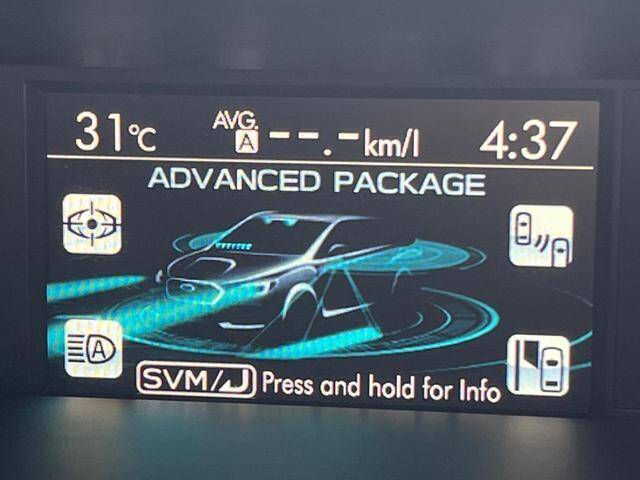 31°C AVG. A --.-km/l 4:37
ADVANCED PACKAGE
A
SVM/ Press and hold for Info